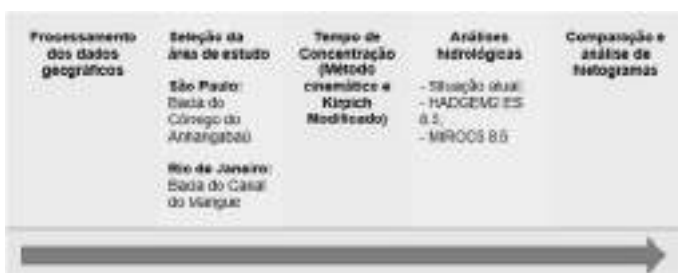 Processamento
dos dados
geográficos
Seleção da
área de estudo
São Paulo:
Bacia do
Córrego do
Anhangabaú
Rio de Janeiro:
Bacia do Canal
do Mangue
Tempo de
Concentração
(Método
cinemático e
Kirpich
Modificado)
Análises
hidrológicas
- Situação atual;
- HADGEM2 ES
8.5;
- MIROC5 8.5
Comparação e
análise de
hietogramas